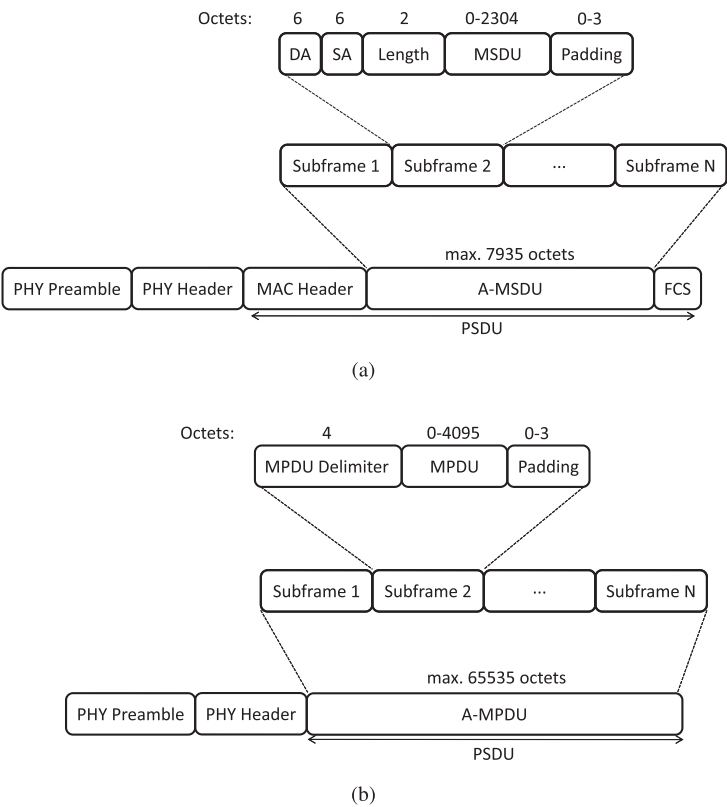 Octets: 6 6 2 0-2304 0-3
DA SA Length MSDU Padding
Subframe 1 Subframe 2 ... Subframe N
max. 7935 octets
PHY Preamble PHY Header MAC Header A-MSDU FCS
PSDU
(a)
Octets: 4 0-4095 0-3
MPDU Delimiter MPDU Padding
Subframe 1 Subframe 2 ... Subframe N
max. 65535 octets
PHY Preamble PHY Header A-MPDU
PSDU
(b)